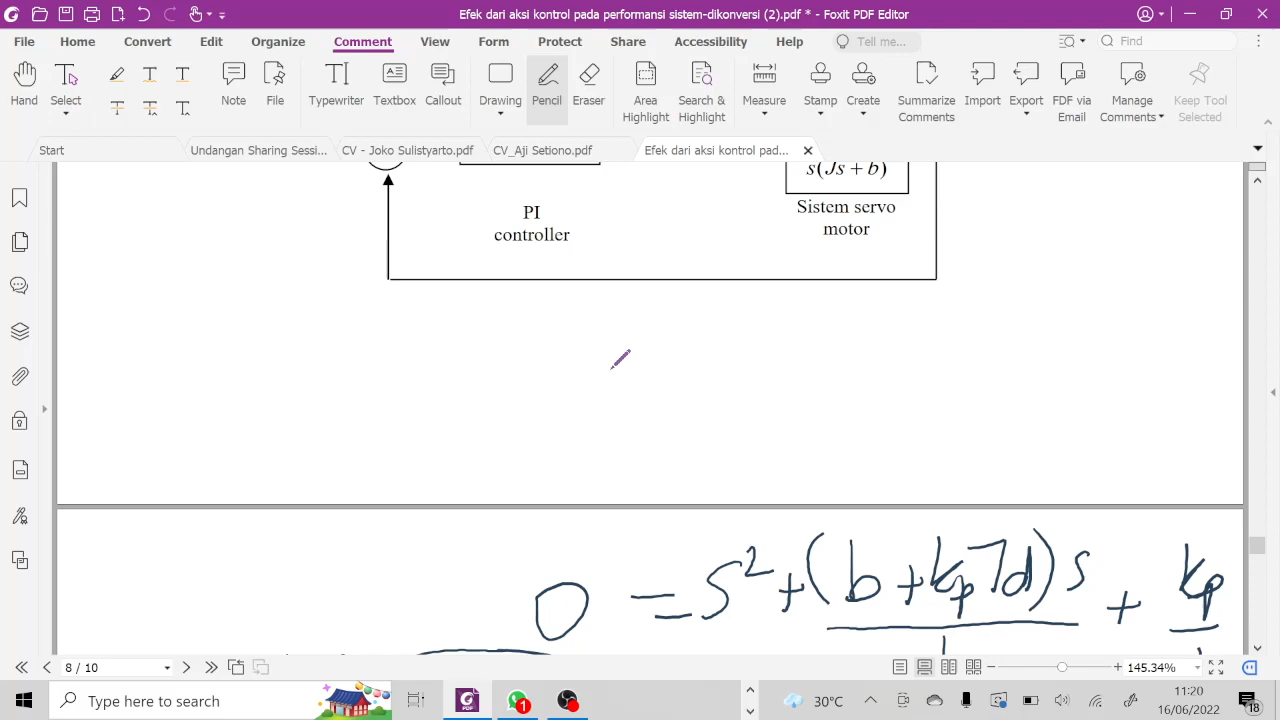 Efek dari aksi kontrol pada performansi sistem-dikonversi (2).pdf * - Foxit PDF Editor
File Home Convert Edit Organize Comment View Form Protect Share Accessibility Help Tell me... Find
Hand Select Note File Typewriter Textbox Callout Drawing Pencil Eraser Area Highlight Search & Highlight Measure Stamp Create Summarize Comments Import Export FDF via Email Manage Comments Keep Tool Selected
Start Undangan Sharing Sessi... CV - Joko Sulistyarto.pdf CV_Aji Setiono.pdf Efek dari aksi kontrol pad...
s(Js + b)
PI
controller
Sistem servo
motor
0 = s² + (b + kp Td) s + kp
8 / 10 145.34%
Type here to search 1 30°C 11:20
16/06/2022 18